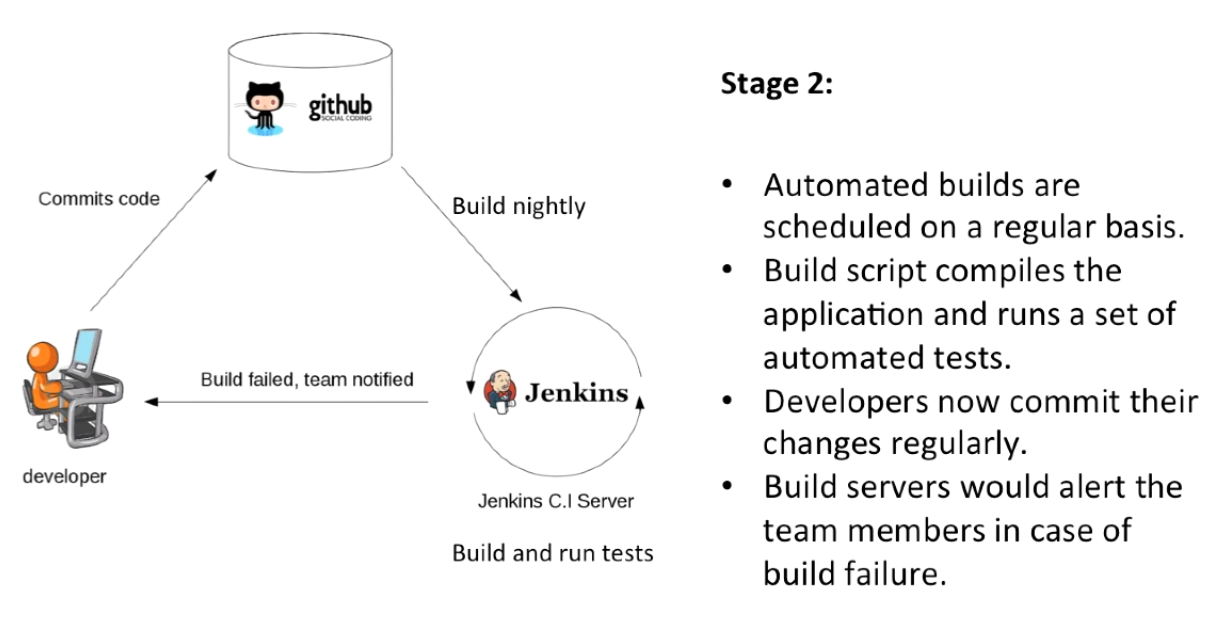 github
SOCIAL CODING
Commits code
Build nightly
Build failed, team notified
Jenkins
developer
Jenkins C.I Server
Build and run tests
Stage 2:
• Automated builds are
scheduled on a regular basis.
• Build script compiles the
application and runs a set of
automated tests.
• Developers now commit their
changes regularly.
• Build servers would alert the
team members in case of
build failure.